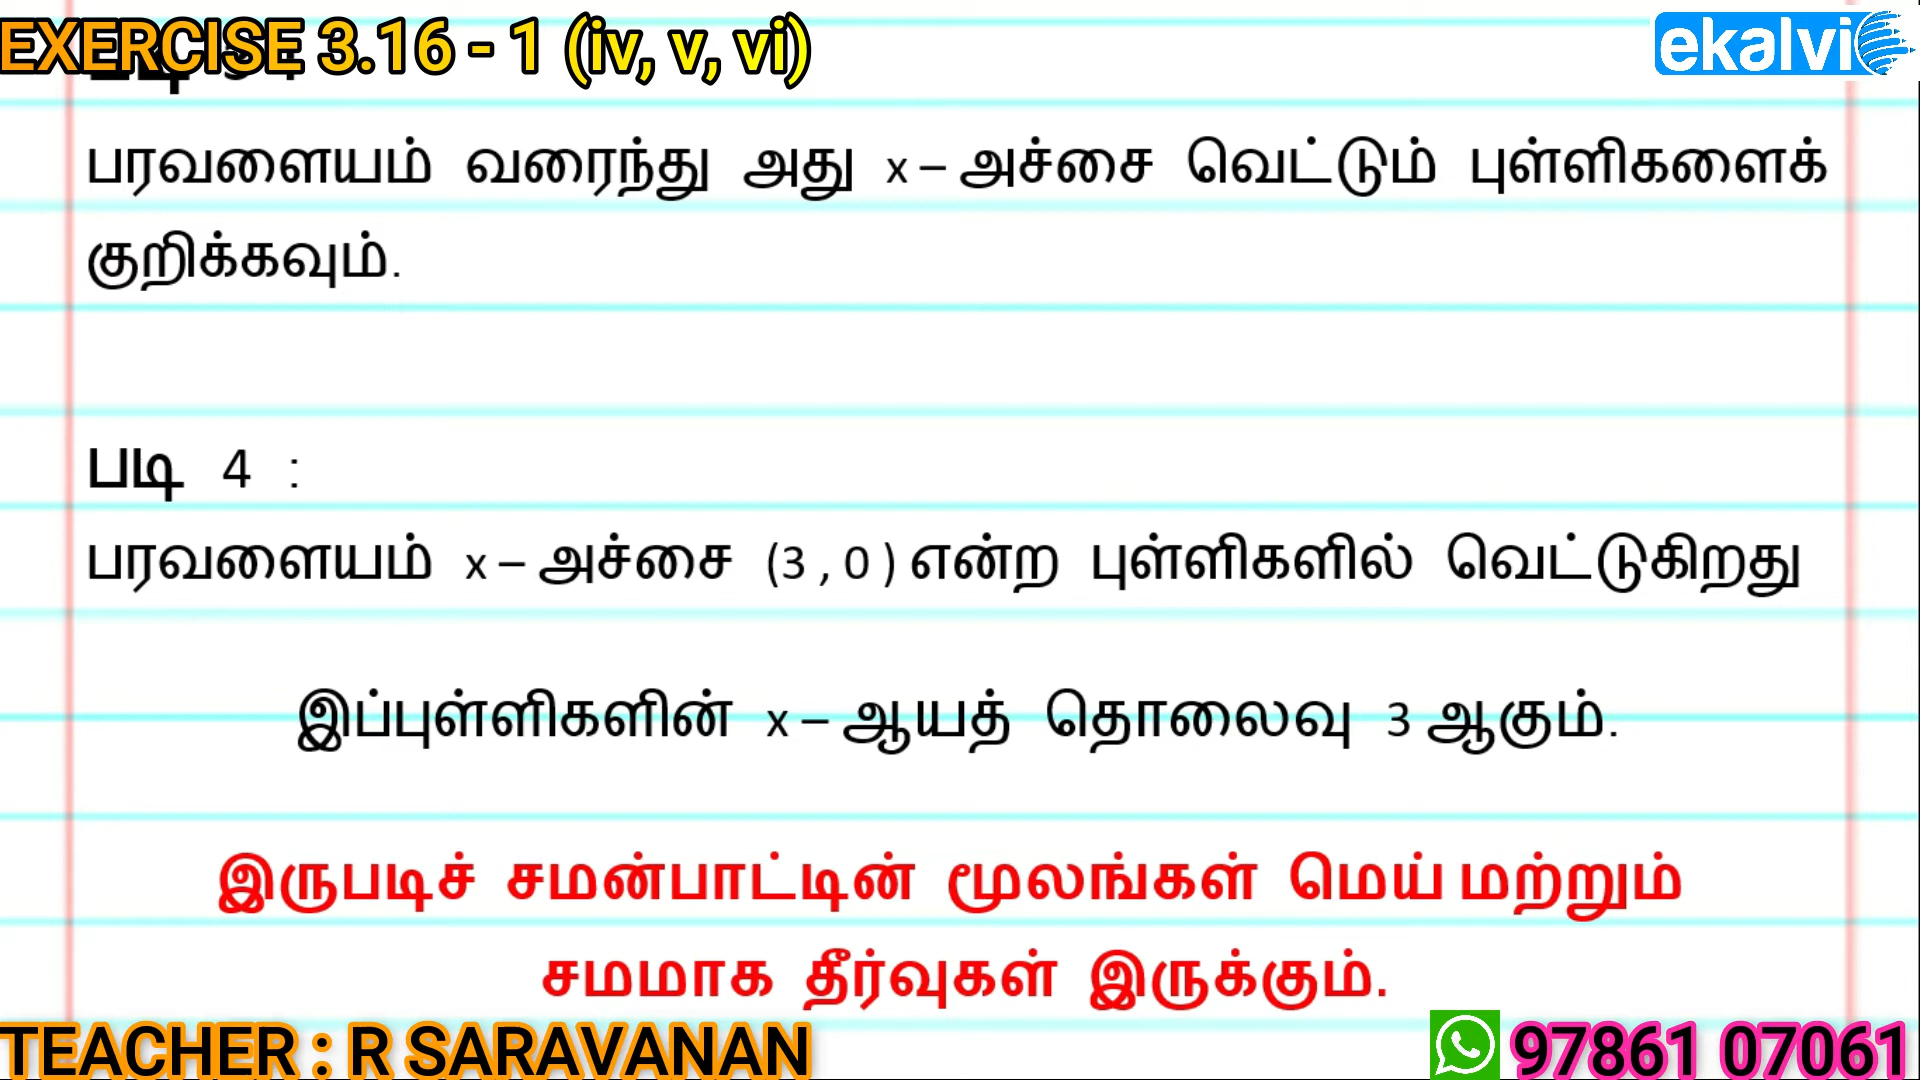 EXERCISE 3.16 - 1 (iv, v, vi)
ekalvi
பரவளையம் வரைந்து அது x – அச்சை வெட்டும் புள்ளிகளைக்
குறிக்கவும்.
படி 4 :
பரவளையம் x – அச்சை (3 , 0 ) என்ற புள்ளிகளில் வெட்டுகிறது
இப்புள்ளிகளின் x – ஆயத் தொலைவு 3 ஆகும்.
இருபடிச் சமன்பாட்டின் மூலங்கள் மெய் மற்றும்
சமமாக தீர்வுகள் இருக்கும்.
TEACHER : R SARAVANAN
97861 07061